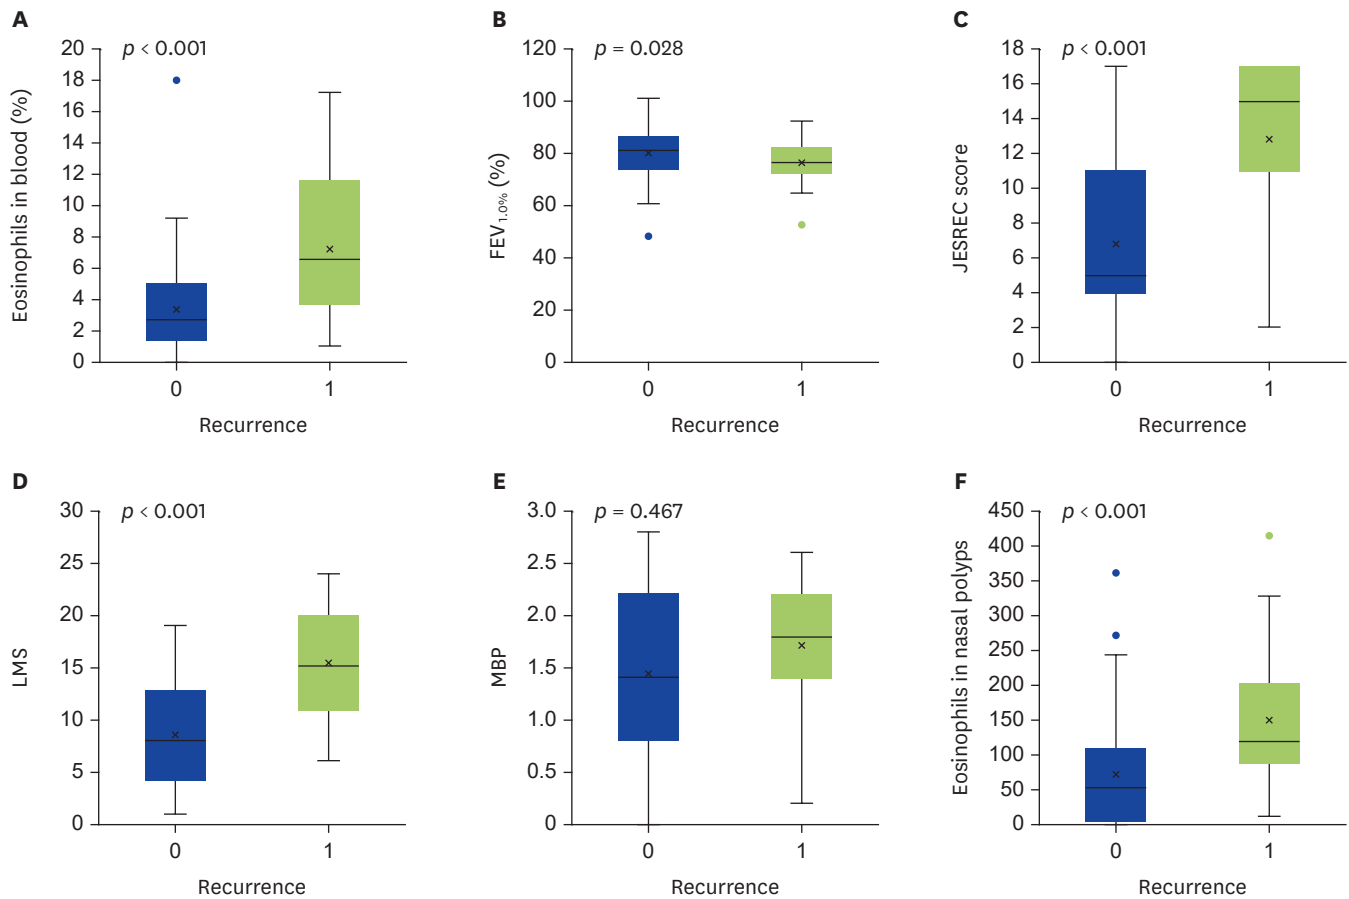 A
p < 0.001
Eosinophils in blood (%)
20
18
16
14
12
10
8
6
4
2
0
0 1
Recurrence
B
p = 0.028
FEV1.0% (%)
120
100
80
60
40
20
0
0 1
Recurrence
C
p < 0.001
JESREC score
18
16
14
12
10
8
6
4
2
0
0 1
Recurrence
D
p < 0.001
LMS
30
25
20
15
10
5
0
0 1
Recurrence
E
p = 0.467
MBP
3.0
2.5
2.0
1.5
1.0
0.5
0
0 1
Recurrence
F
p < 0.001
Eosinophils in nasal polyps
450
400
350
300
250
200
150
100
50
0
0 1
Recurrence